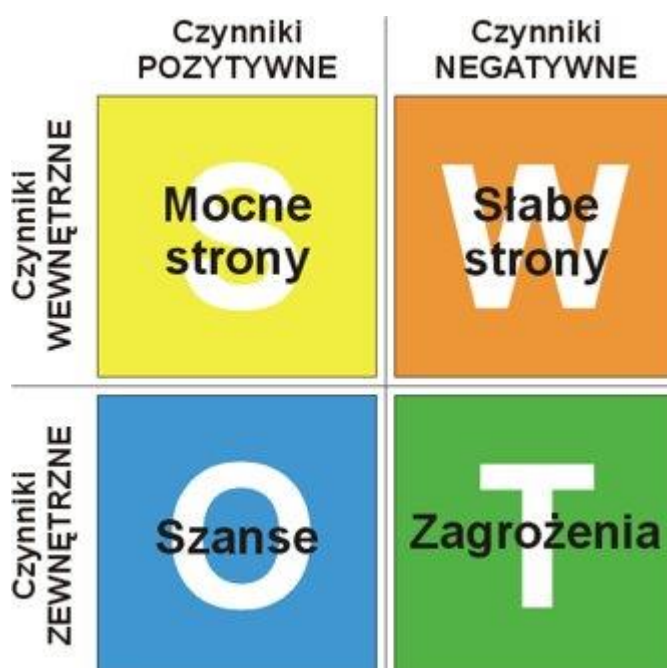 Czynniki
POZYTYWNE
Czynniki
NEGATYWNE
Czynniki
WEWNĘTRZNE
S
Mocne
strony
W
Słabe
strony
Czynniki
ZEWNĘTRZNE
O
Szanse
T
Zagrożenia